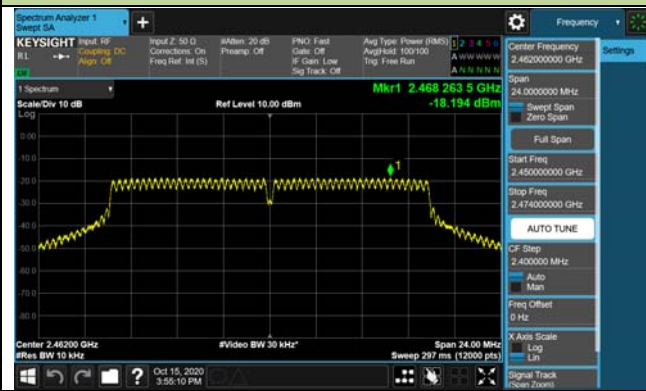 Spectrum Analyzer 1
Swept SA
Frequency
KEYSIGHT
Input: RF
Coupling: DC
Align: Off
Input Z: 50 Ω
Corrections: On
Freq Ref: Int (S)
#Atten: 20 dB
Preamp: Off
PNO: Fast
Gate: Off
IF Gain: Low
Sig Track: Off
Avg Type: Power (RMS)
Avg|Hold: 100/100
Trig: Free Run
1 2 3 4 5 6
A W W W W W
A N N N N N
RL
Center Frequency
2.462000000 GHz
Settings
Span
24.0000000 MHz
Swept Span
Zero Span
Full Span
Start Freq
2.450000000 GHz
Stop Freq
2.474000000 GHz
AUTO TUNE
CF Step
2.400000 MHz
Auto
Man
Freq Offset
0 Hz
X Axis Scale
Log
Lin
Signal Track
(Span Zoom)
1 Spectrum
Scale/Div 10 dB
Ref Level 10.00 dBm
Mkr1 2.468 263 5 GHz
-18.194 dBm
Log
0.00
-10.0
1
-20.0
-30.0
-40.0
-50.0
-60.0
-70.0
-80.0
Center 2.46200 GHz
#Video BW 30 kHz*
Span 24.00 MHz
#Res BW 10 kHz
Sweep 297 ms (12000 pts)
Oct 15, 2020
3:55:10 PM